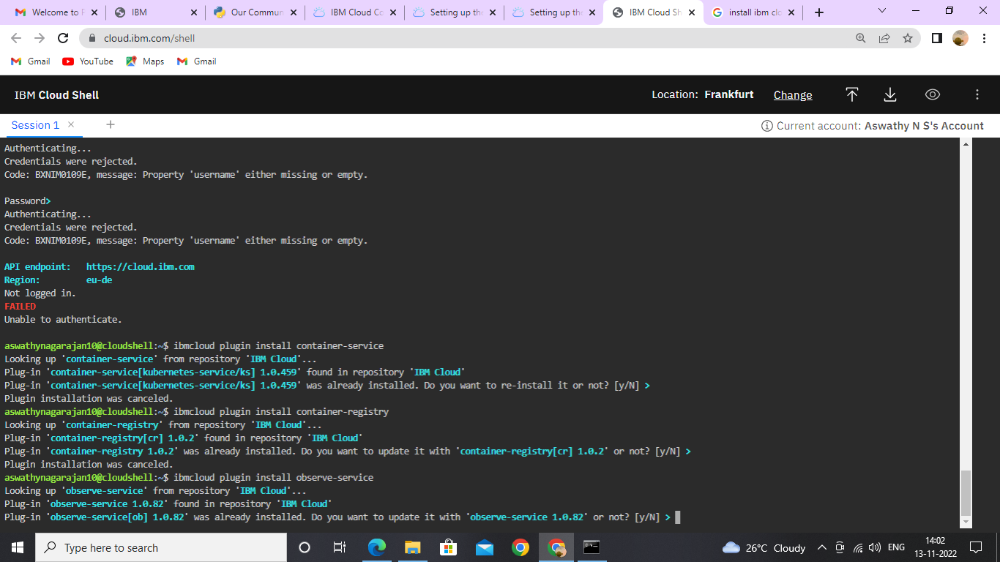 Welcome to P
IBM
Our Commun
IBM Cloud Co
Setting up the
Setting up the
IBM Cloud Sh
install ibm clo
cloud.ibm.com/shell
Gmail
YouTube
Maps
Gmail
IBM Cloud Shell
Location: Frankfurt
Change
Session 1
Current account: Aswathy N S's Account
Authenticating...
Credentials were rejected.
Code: BXNIM0109E, message: Property 'username' either missing or empty.
Password>
Authenticating...
Credentials were rejected.
Code: BXNIM0109E, message: Property 'username' either missing or empty.
API endpoint: https://cloud.ibm.com
Region: eu-de
Not logged in.
FAILED
Unable to authenticate.
aswathynagarajan10@cloudshell:~$ ibmcloud plugin install container-service
Looking up 'container-service' from repository 'IBM Cloud'...
Plug-in 'container-service[kubernetes-service/ks] 1.0.459' found in repository 'IBM Cloud'
Plug-in 'container-service[kubernetes-service/ks] 1.0.459' was already installed. Do you want to re-install it or not? [y/N] >
Plugin installation was canceled.
aswathynagarajan10@cloudshell:~$ ibmcloud plugin install container-registry
Looking up 'container-registry' from repository 'IBM Cloud'...
Plug-in 'container-registry[cr] 1.0.2' found in repository 'IBM Cloud'
Plug-in 'container-registry 1.0.2' was already installed. Do you want to update it with 'container-registry[cr] 1.0.2' or not? [y/N] >
Plugin installation was canceled.
aswathynagarajan10@cloudshell:~$ ibmcloud plugin install observe-service
Looking up 'observe-service' from repository 'IBM Cloud'...
Plug-in 'observe-service 1.0.82' found in repository 'IBM Cloud'
Plug-in 'observe-service[ob] 1.0.82' was already installed. Do you want to update it with 'observe-service 1.0.82' or not? [y/N] >
Type here to search
26°C Cloudy
ENG
14:02
13-11-2022